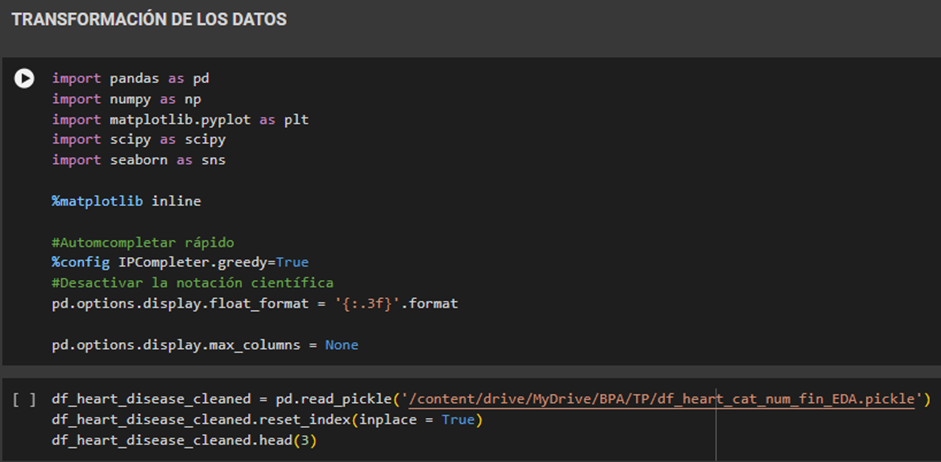 TRANSFORMACIÓN DE LOS DATOS
import pandas as pd
import numpy as np
import matplotlib.pyplot as plt
import scipy as scipy
import seaborn as sns
%matplotlib inline
#Automcompletar rápido
%config IPCompleter.greedy=True
#Desactivar la notación científica
pd.options.display.float_format = '{:.3f}'.format
pd.options.display.max_columns = None
[ ] df_heart_disease_cleaned = pd.read_pickle('/content/drive/MyDrive/BPA/TP/df_heart_cat_num_fin_EDA.pickle')
df_heart_disease_cleaned.reset_index(inplace = True)
df_heart_disease_cleaned.head(3)